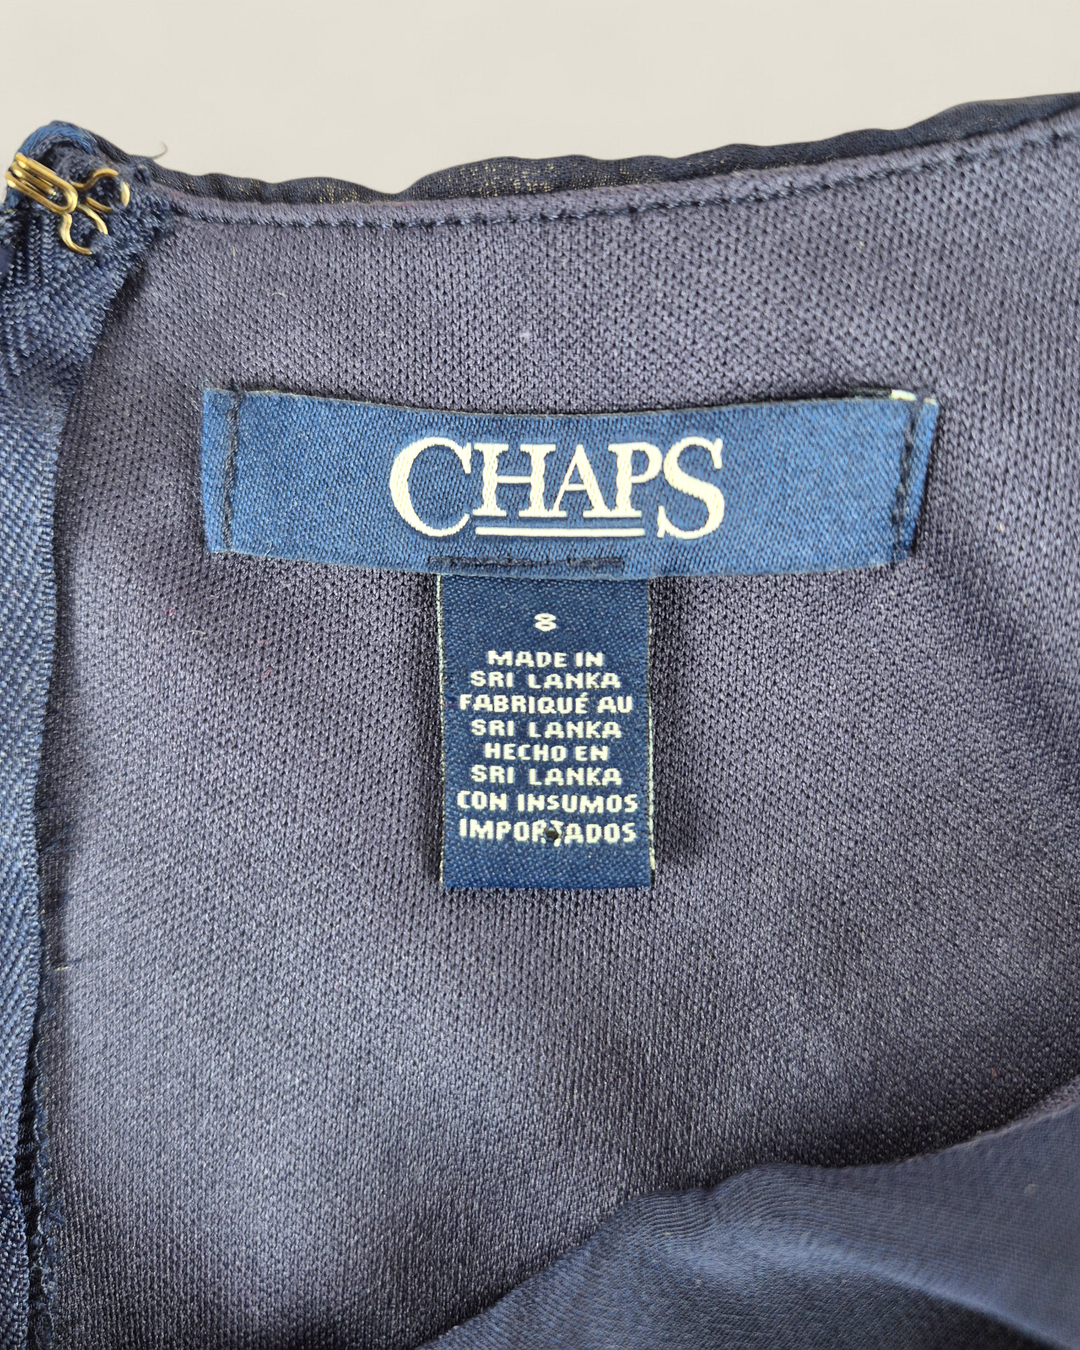 CHAPS
8
MADE IN
SRI LANKA
FABRIQUÉ AU
SRI LANKA
HECHO EN
SRI LANKA
CON INSUMOS
IMPORTADOS